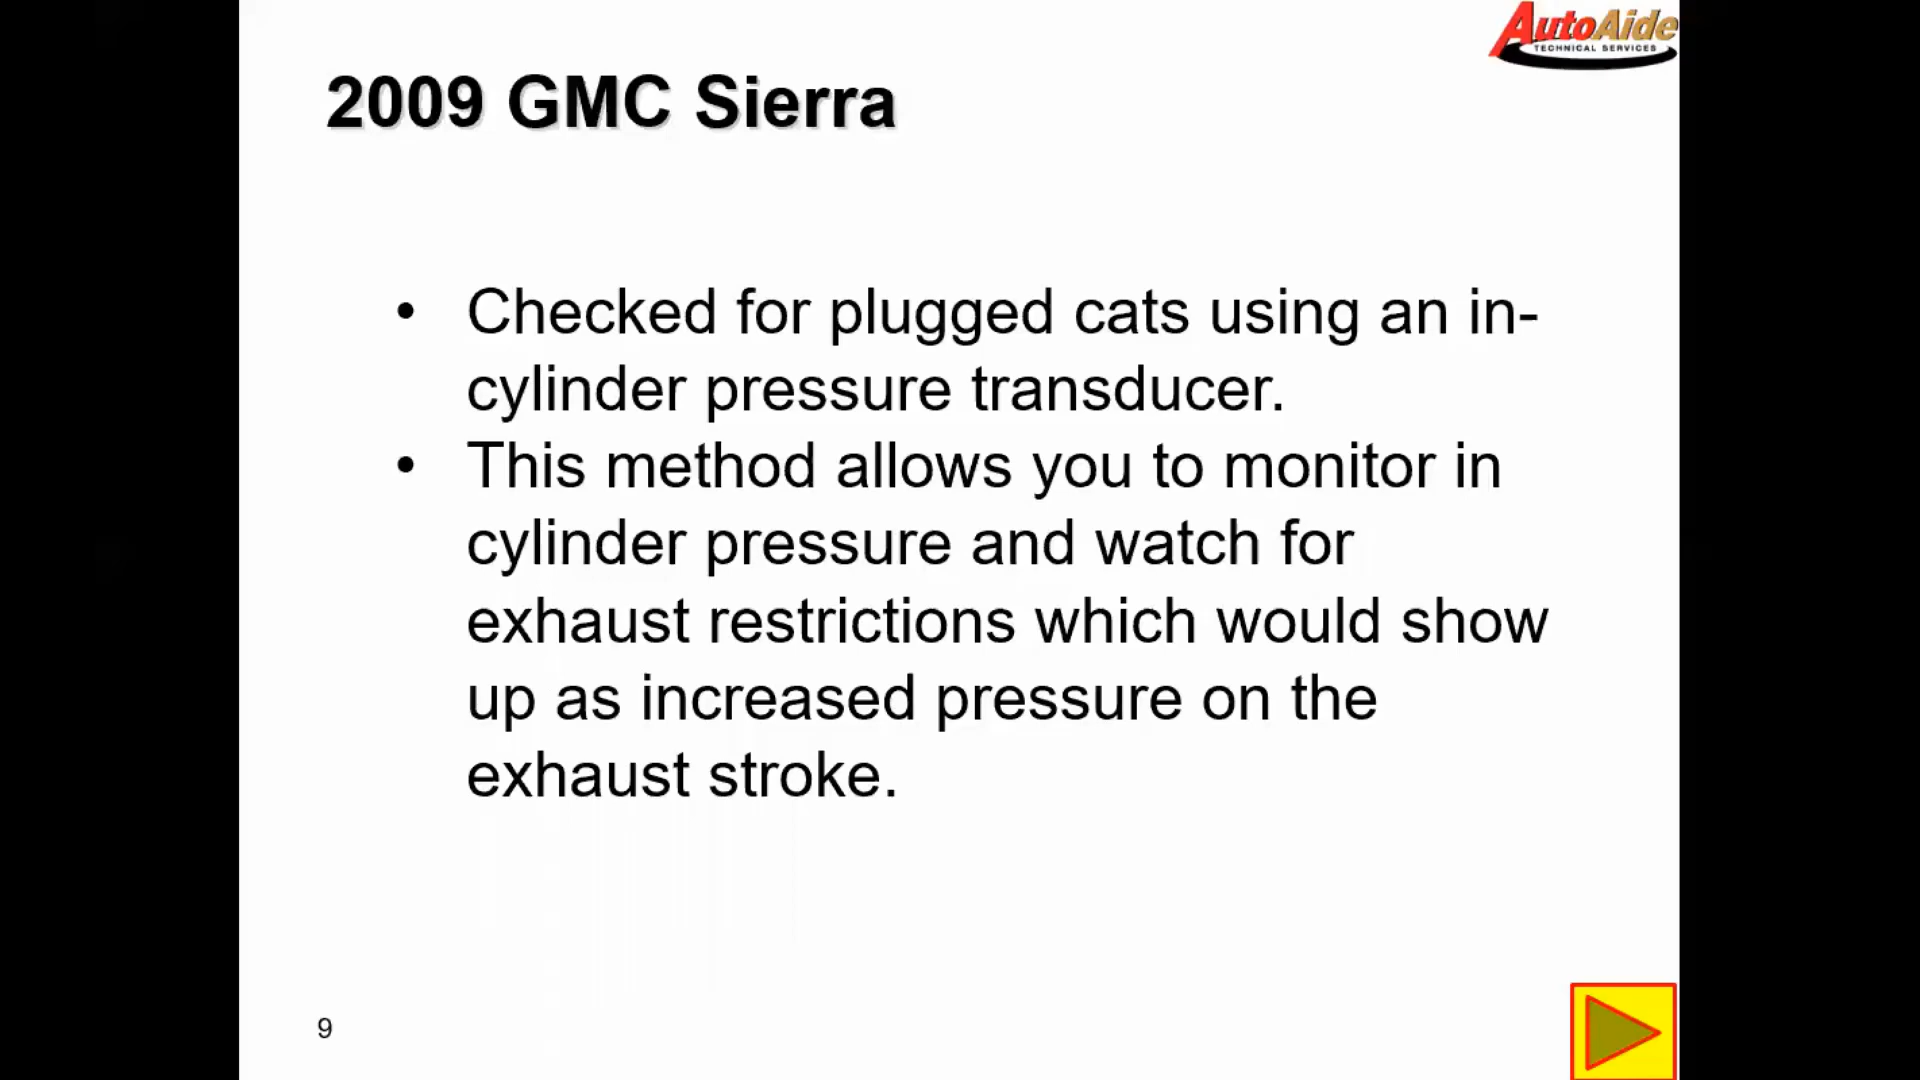 AutoAide
TECHNICAL SERVICES
2009 GMC Sierra
• Checked for plugged cats using an in-
cylinder pressure transducer.
• This method allows you to monitor in
cylinder pressure and watch for
exhaust restrictions which would show
up as increased pressure on the
exhaust stroke.
9